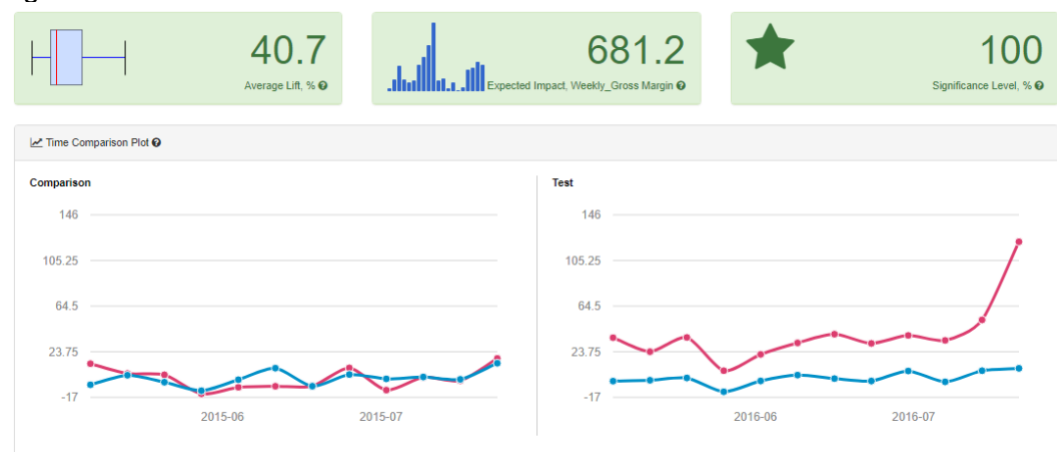 40.7
Average Lift, %
681.2
Expected Impact, Weekly_Gross Margin
100
Significance Level, %
Time Comparison Plot
Comparison
146
105.25
64.5
23.75
-17
2015-06 2015-07
Test
146
105.25
64.5
23.75
-17
2016-06 2016-07